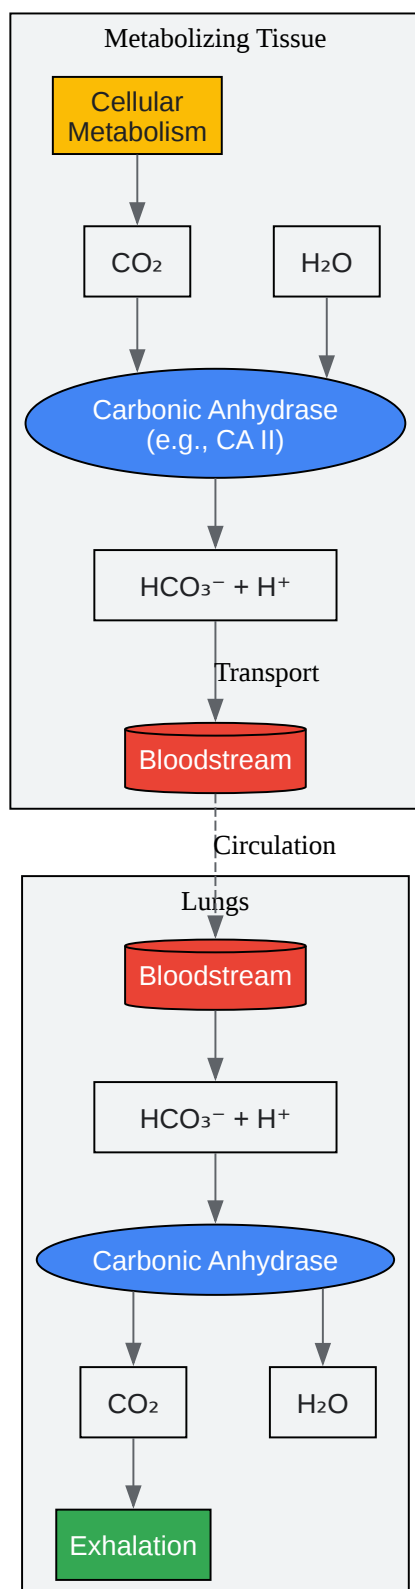 Metabolizing Tissue
Cellular
Metabolism
CO₂
H₂O
Carbonic Anhydrase
(e.g., CA II)
HCO₃⁻ + H⁺
Transport
Bloodstream
Circulation
Lungs
Bloodstream
HCO₃⁻ + H⁺
Carbonic Anhydrase
CO₂
H₂O
Exhalation